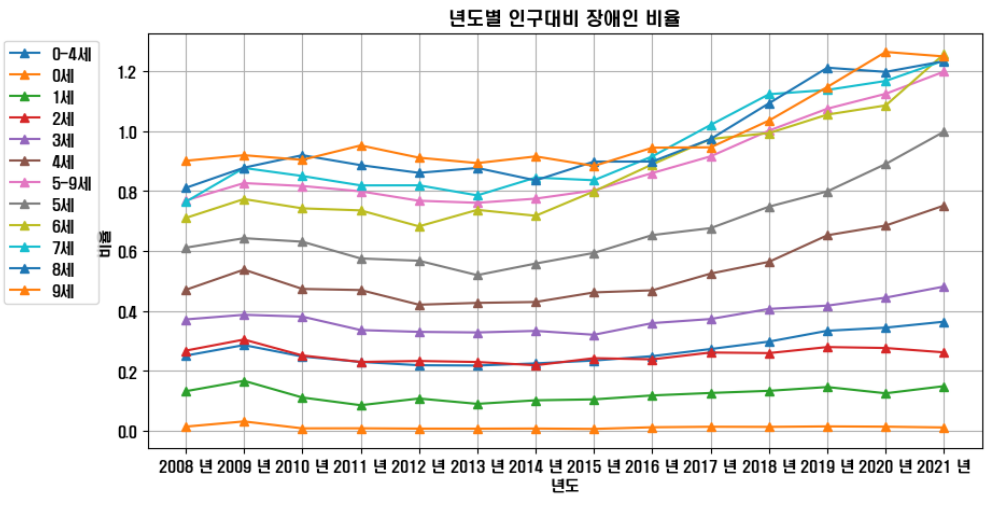 년도별 인구대비 장애인 비율
0-4세
0세
1세
2세
3세
4세
5-9세
5세
6세
7세
8세
9세
비율
1.2
1.0
0.8
0.6
0.4
0.2
0.0
2008 년 2009 년 2010 년 2011 년 2012 년 2013 년 2014 년 2015 년 2016 년 2017 년 2018 년 2019 년 2020 년 2021 년
년도